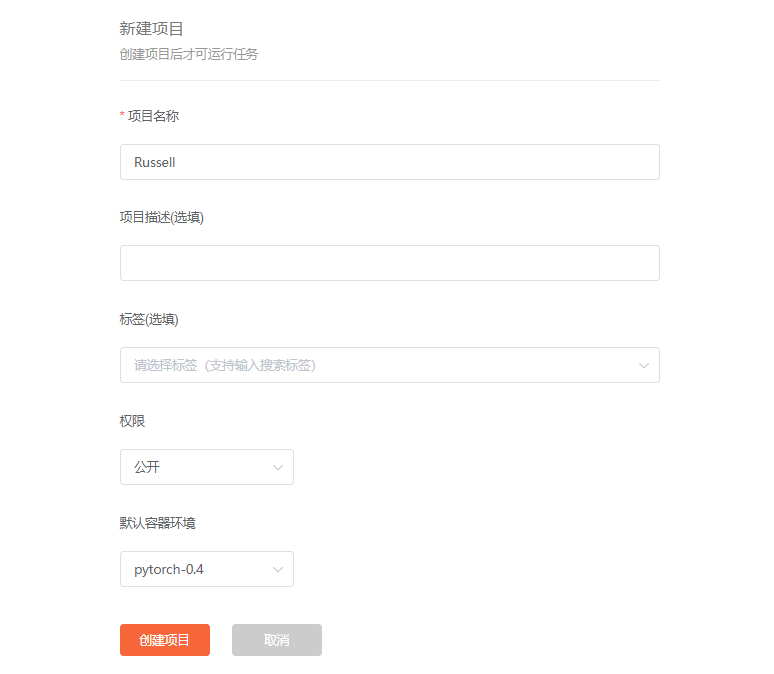 新建项目
创建项目后才可运行任务
* 项目名称
Russell
项目描述(选填)
标签(选填)
请选择标签（支持输入搜索标签）
权限
公开
默认容器环境
pytorch-0.4
创建项目 取消